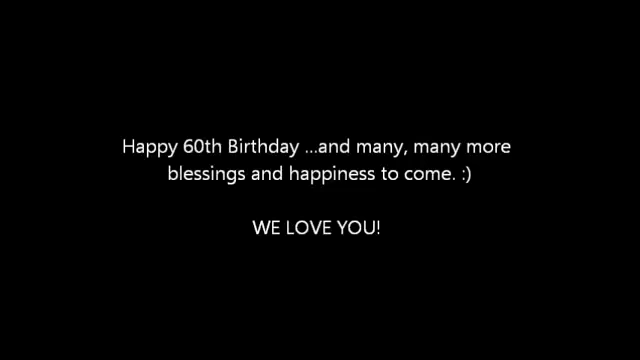 Happy 60th Birthday ...and many, many more
blessings and happiness to come. :)
WE LOVE YOU!